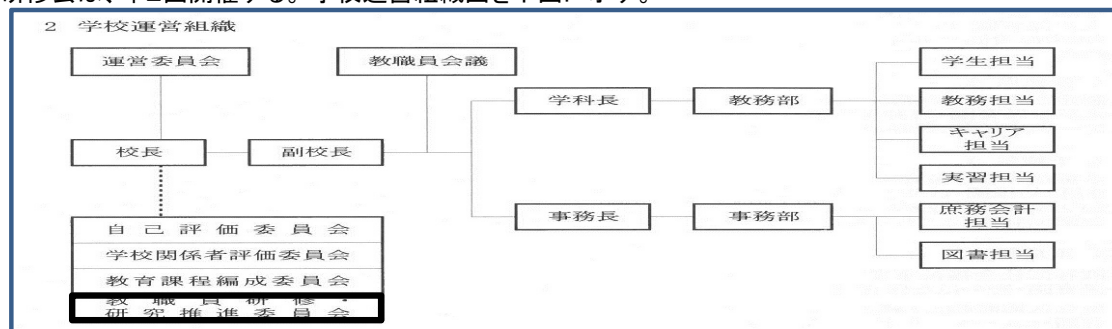 2 学校運営組織
運営委員会
教職員会議
学生担当
学科長
教務部
教務担当
キャリア
担当
校長
副校長
実習担当
事務長
事務部
庶務会計
担当
図書担当
自己評価委員会
学校関係者評価委員会
教育課程編成委員会
教職員研修・
研究推進委員会